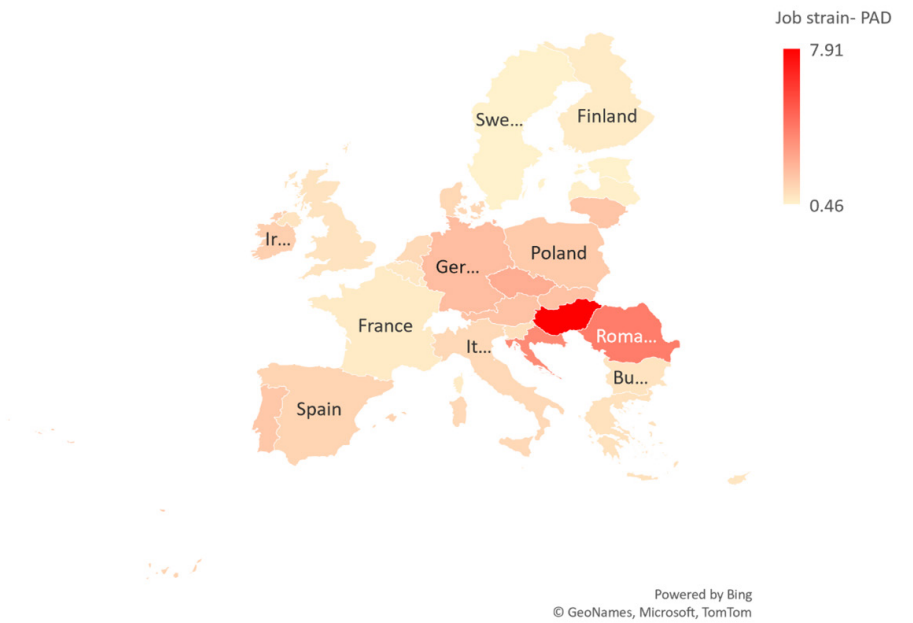 Job strain- PAD
7.91
0.46
Swe...
Finland
Ir...
Ger...
Poland
France
It...
Roma...
Bu...
Spain
Powered by Bing
© GeoNames, Microsoft, TomTom